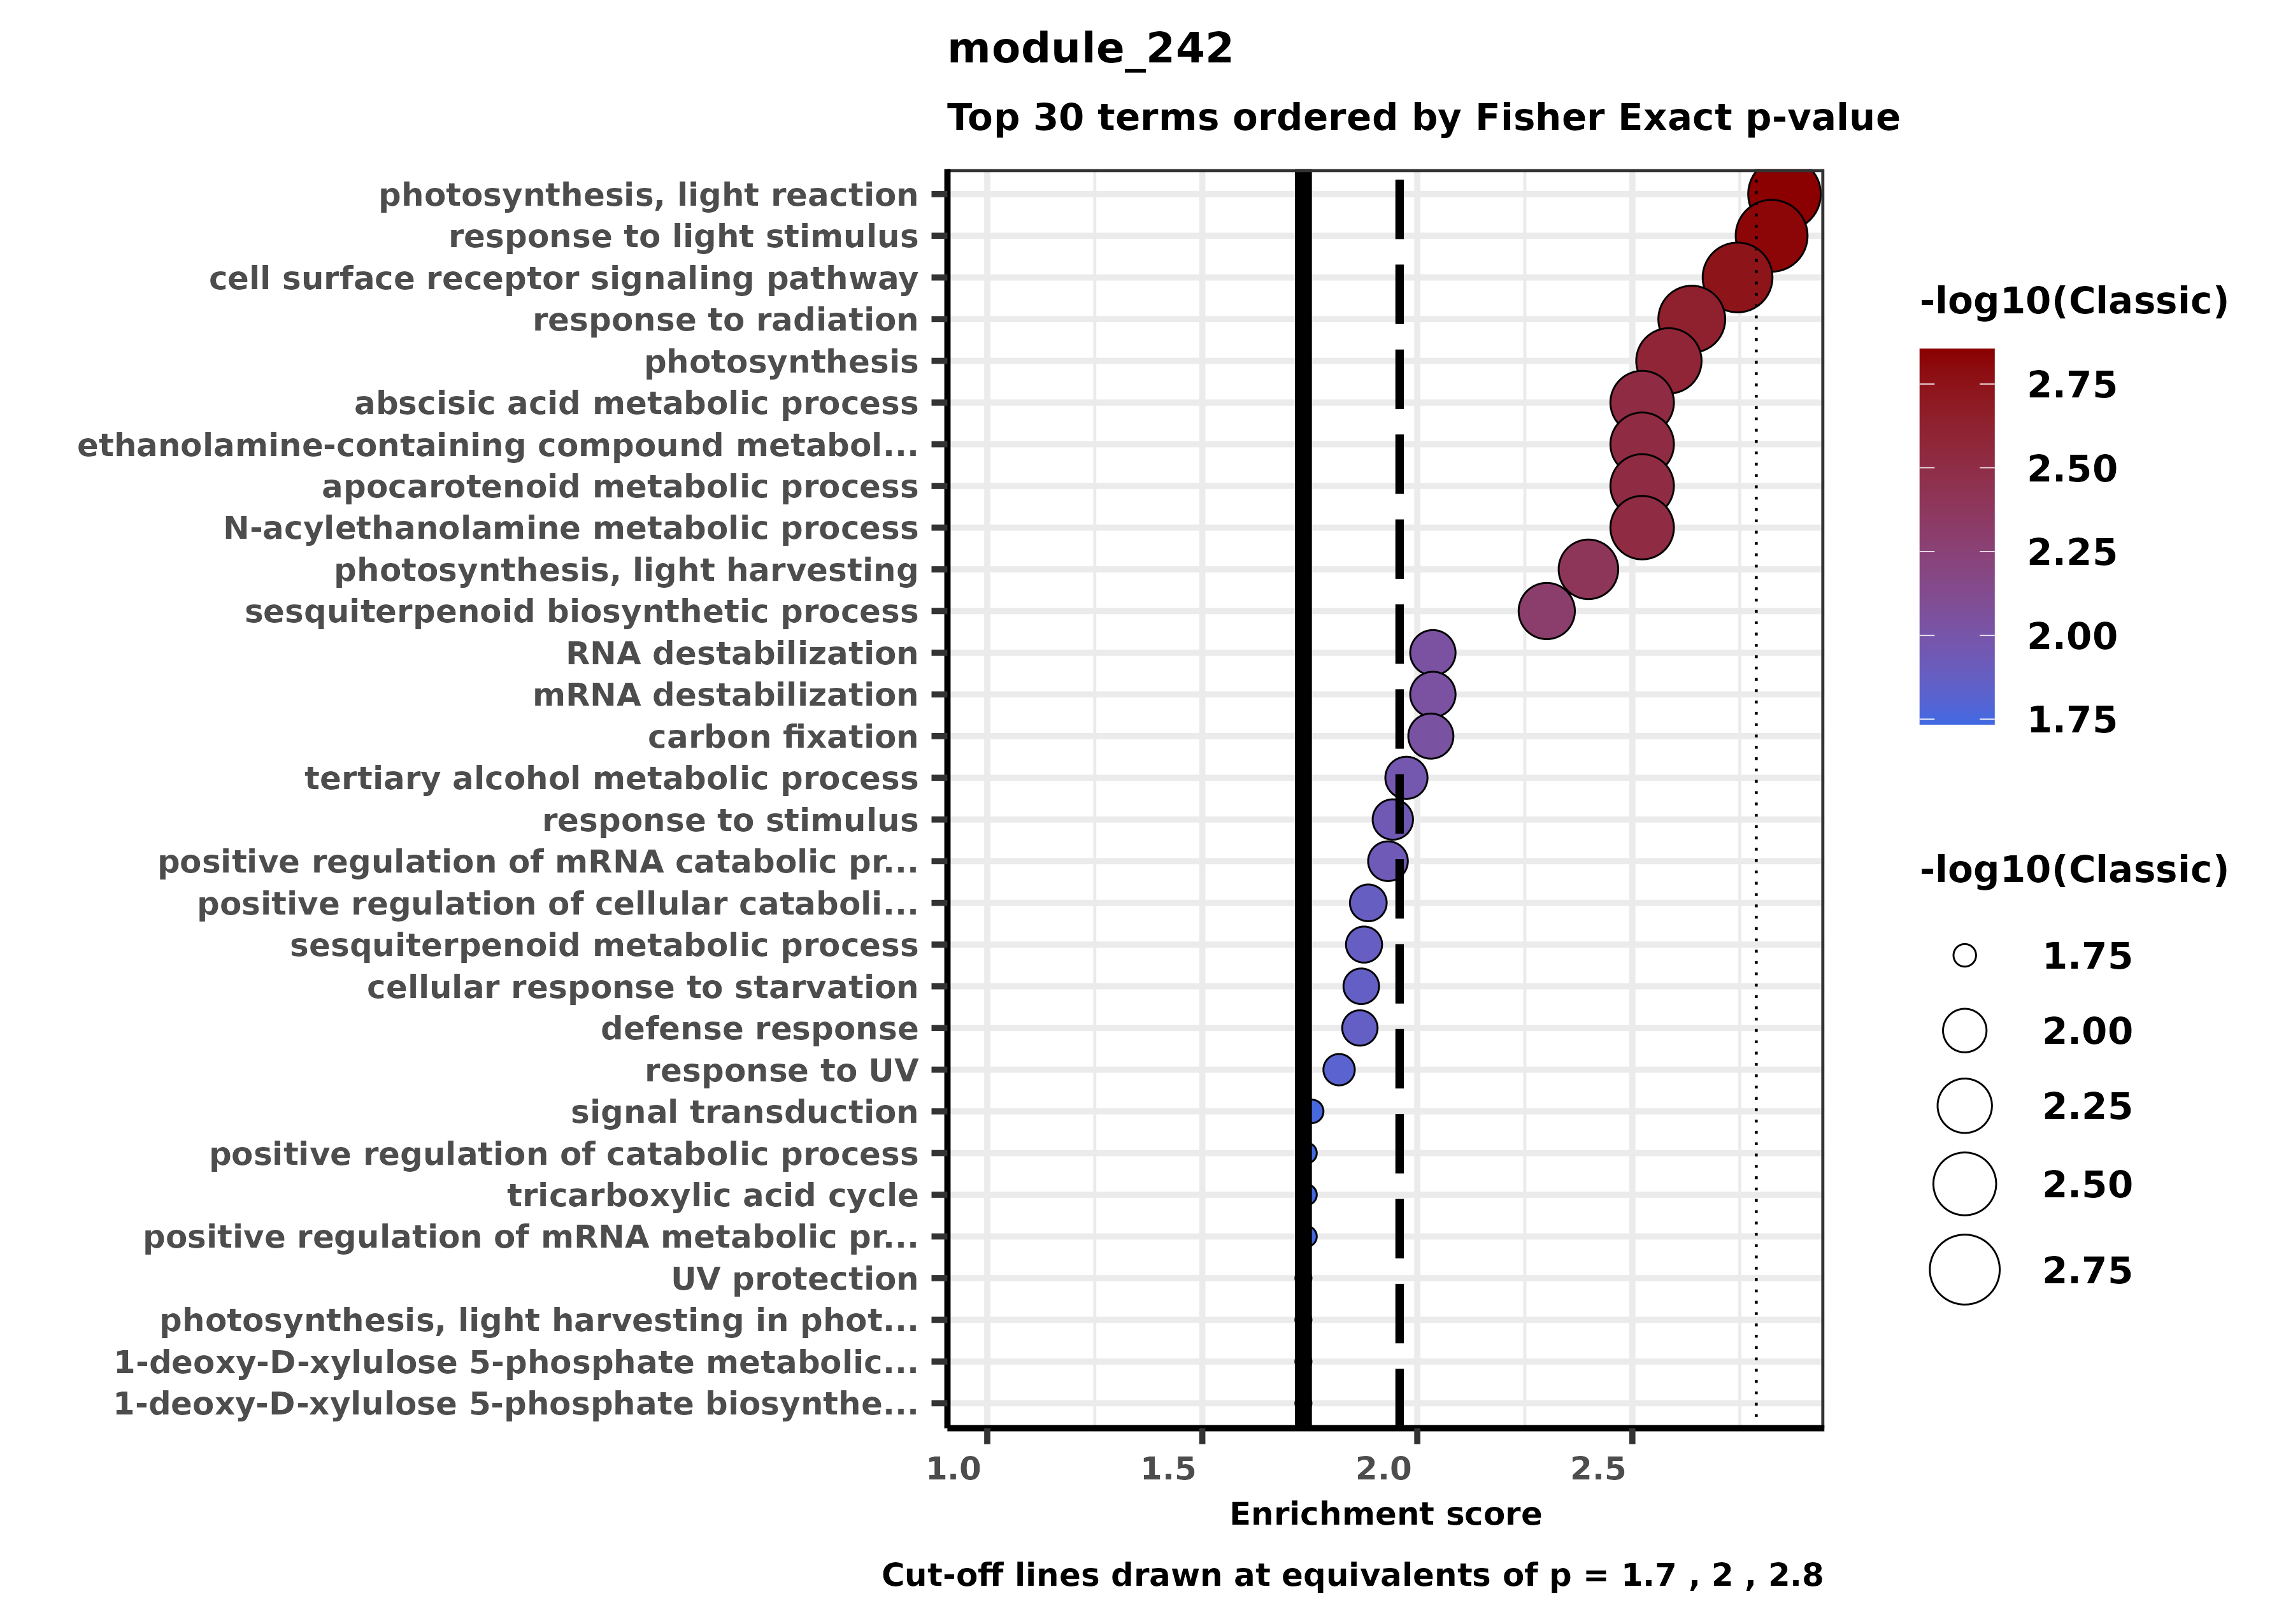 module_242
Top 30 terms ordered by Fisher Exact p-value
photosynthesis, light reaction
response to light stimulus
cell surface receptor signaling pathway
response to radiation
photosynthesis
abscisic acid metabolic process
ethanolamine-containing compound metabol...
apocarotenoid metabolic process
N-acylethanolamine metabolic process
photosynthesis, light harvesting
sesquiterpenoid biosynthetic process
RNA destabilization
mRNA destabilization
carbon fixation
tertiary alcohol metabolic process
response to stimulus
positive regulation of mRNA catabolic pr...
positive regulation of cellular cataboli...
sesquiterpenoid metabolic process
cellular response to starvation
defense response
response to UV
signal transduction
positive regulation of catabolic process
tricarboxylic acid cycle
positive regulation of mRNA metabolic pr...
UV protection
photosynthesis, light harvesting in phot...
1-deoxy-D-xylulose 5-phosphate metabolic...
1-deoxy-D-xylulose 5-phosphate biosynthe...
1.0 1.5 2.0 2.5
Enrichment score
Cut-off lines drawn at equivalents of p = 1.7 , 2 , 2.8
-log10(Classic)
2.75
2.50
2.25
2.00
1.75
-log10(Classic)
1.75
2.00
2.25
2.50
2.75